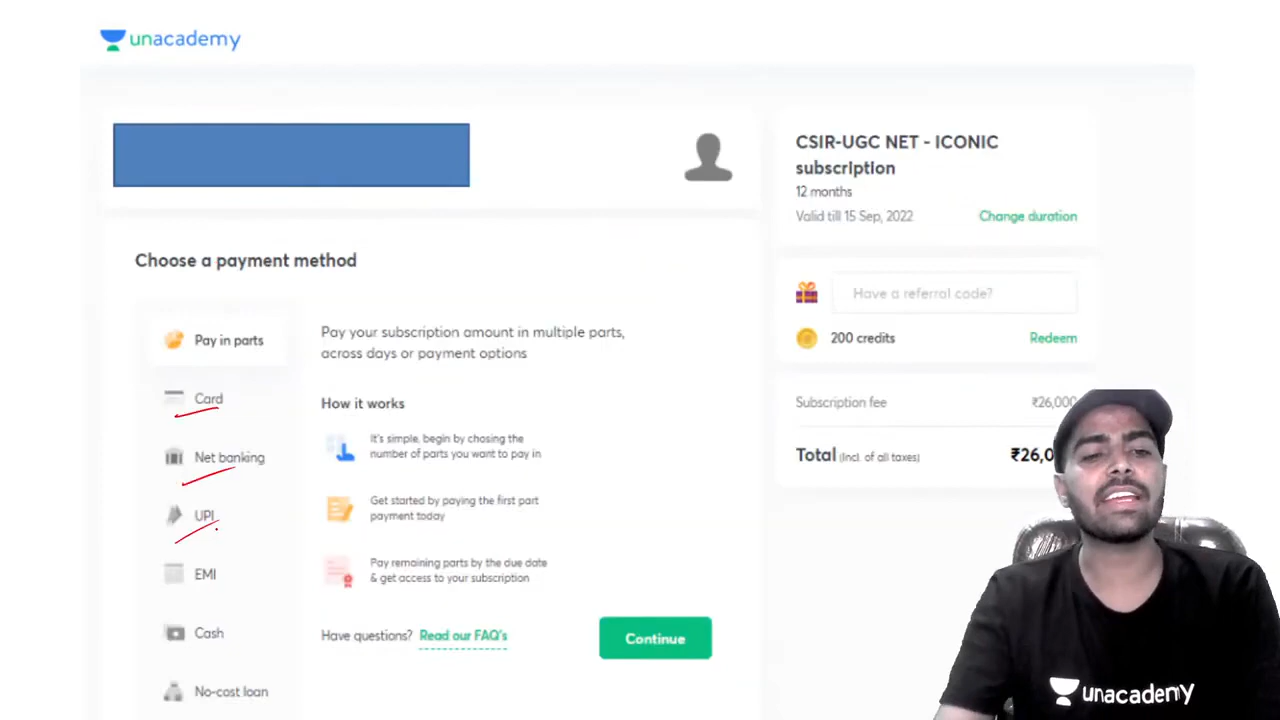 unacademy
CSIR-UGC NET - ICONIC
subscription
12 months
Valid till 15 Sep, 2022
Change duration
Have a referral code?
200 credits
Redeem
Subscription fee
₹26,000
Total (Incl. of all taxes)
₹26,0
Choose a payment method
Pay in parts
Card
Net banking
UPI
EMI
Cash
No-cost loan
Pay your subscription amount in multiple parts,
across days or payment options
How it works
It's simple, begin by chosing the
number of parts you want to pay in
Get started by paying the first part
payment today
Pay remaining parts by the due date
& get access to your subscription
Have questions? Read our FAQ's
Continue
unacademy